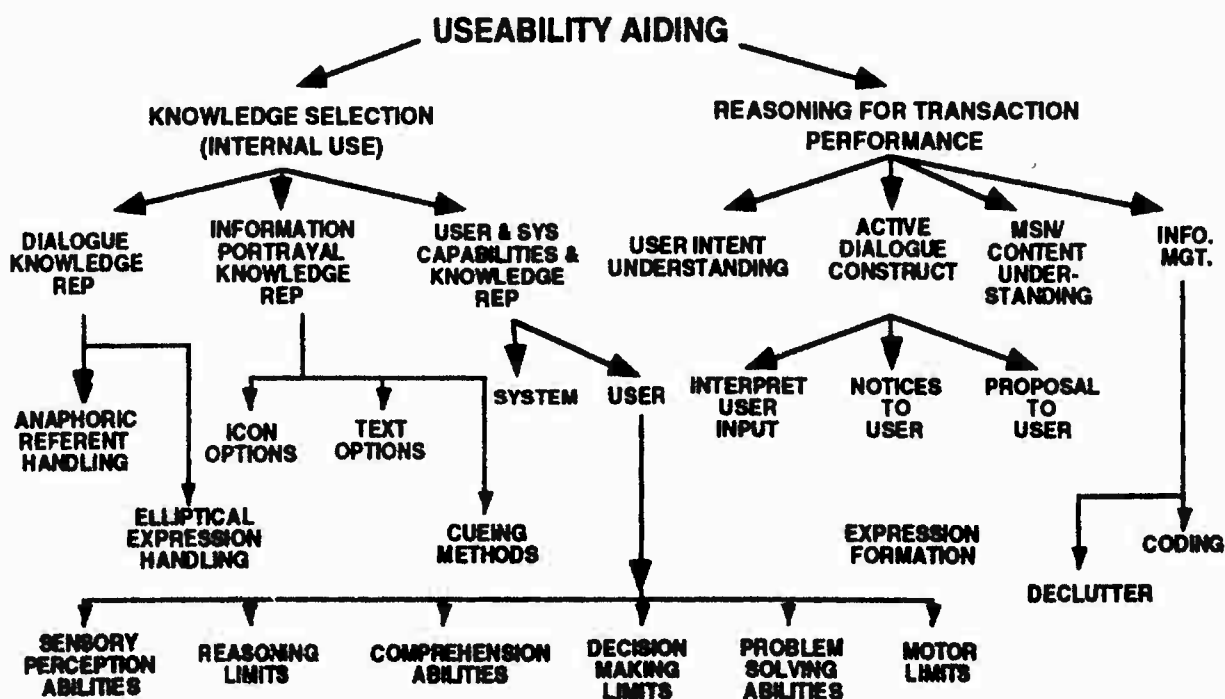 USEABILITY AIDING
KNOWLEDGE SELECTION
(INTERNAL USE)
REASONING FOR TRANSACTION
PERFORMANCE
DIALOGUE
KNOWLEDGE
REP
INFORMATION
PORTRAYAL
KNOWLEDGE
REP
USER & SYS
CAPABILITIES &
KNOWLEDGE
REP
USER INTENT
UNDERSTANDING
ACTIVE
DIALOGUE
CONSTRUCT
MSN/
CONTENT
UNDER-
STANDING
INFO.
MGT.
ANAPHORIC
REFERENT
HANDLING
ELLIPTICAL
EXPRESSION
HANDLING
ICON
OPTIONS
TEXT
OPTIONS
CUEING
METHODS
SYSTEM
USER
INTERPRET
USER
INPUT
NOTICES
TO
USER
PROPOSAL
TO
USER
EXPRESSION
FORMATION
DECLUTTER
CODING
SENSORY
PERCEPTION
ABILITIES
REASONING
LIMITS
COMPREHENSION
ABILITIES
DECISION
MAKING
LIMITS
PROBLEM
SOLVING
ABILITIES
MOTOR
LIMITS